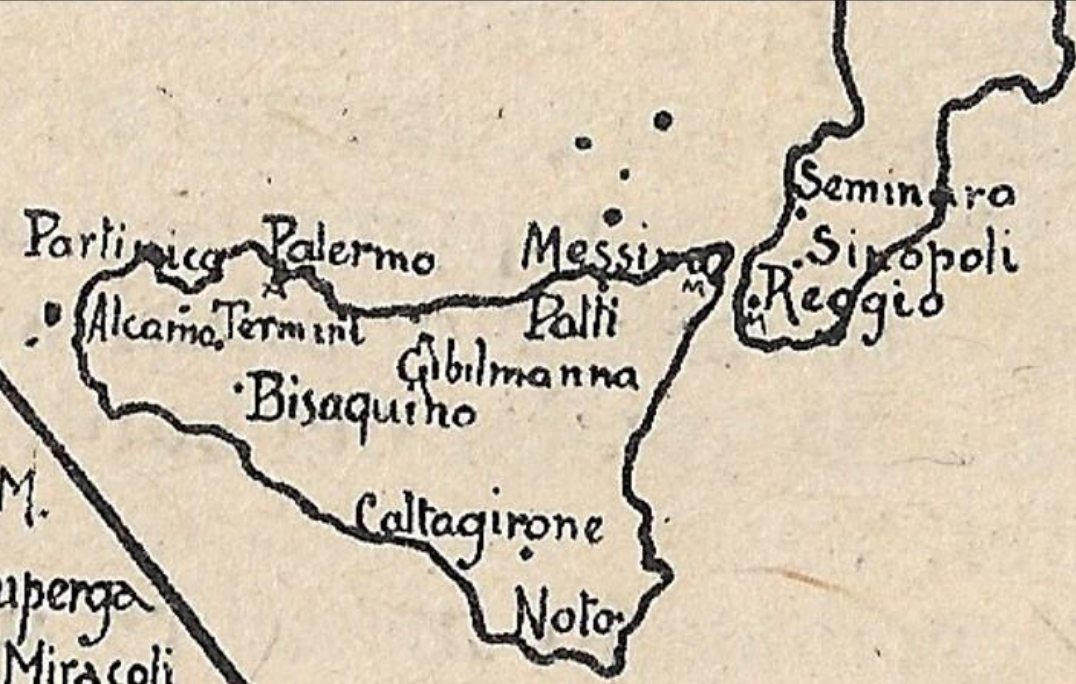 Seminara
Partinico
Palermo
Messina
Sinopoli
Reggio
Alcamo
Termini
Patti
Gibilmanna
Bisaquino
M.
Caltagirone
uperga
Noto
Miracoli